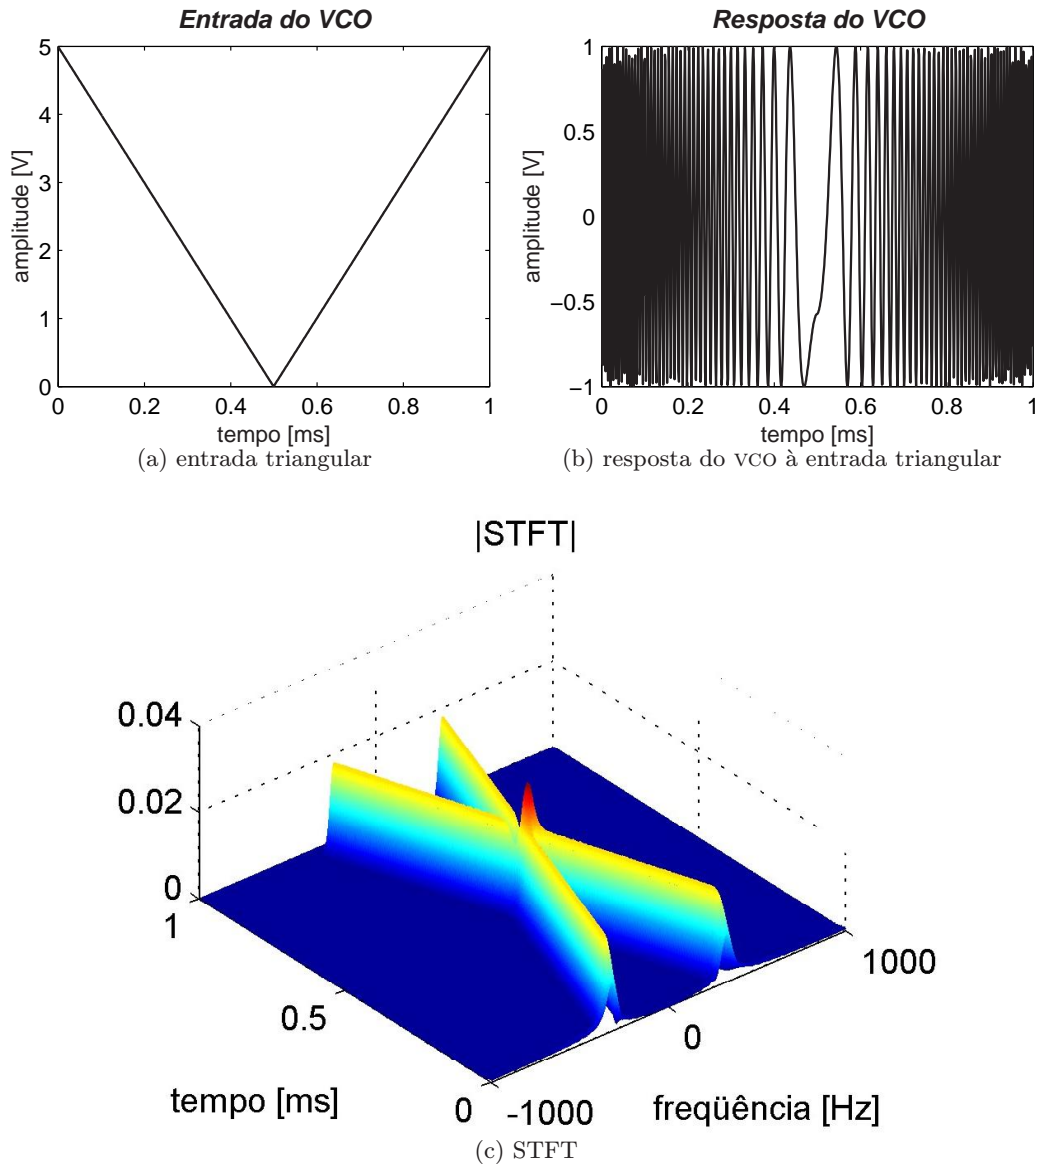 Entrada do VCO
5
4
3
2
1
0
amplitude [V]
0 0.2 0.4 0.6 0.8 1
tempo [ms]
(a) entrada triangular
Resposta do VCO
1
0.5
0
−0.5
−1
amplitude [V]
0 0.2 0.4 0.6 0.8 1
tempo [ms]
(b) resposta do VCO à entrada triangular
|STFT|
0.04
0.02
0
1
0.5
0
tempo [ms]
-1000
0
1000
freqüência [Hz]
(c) STFT